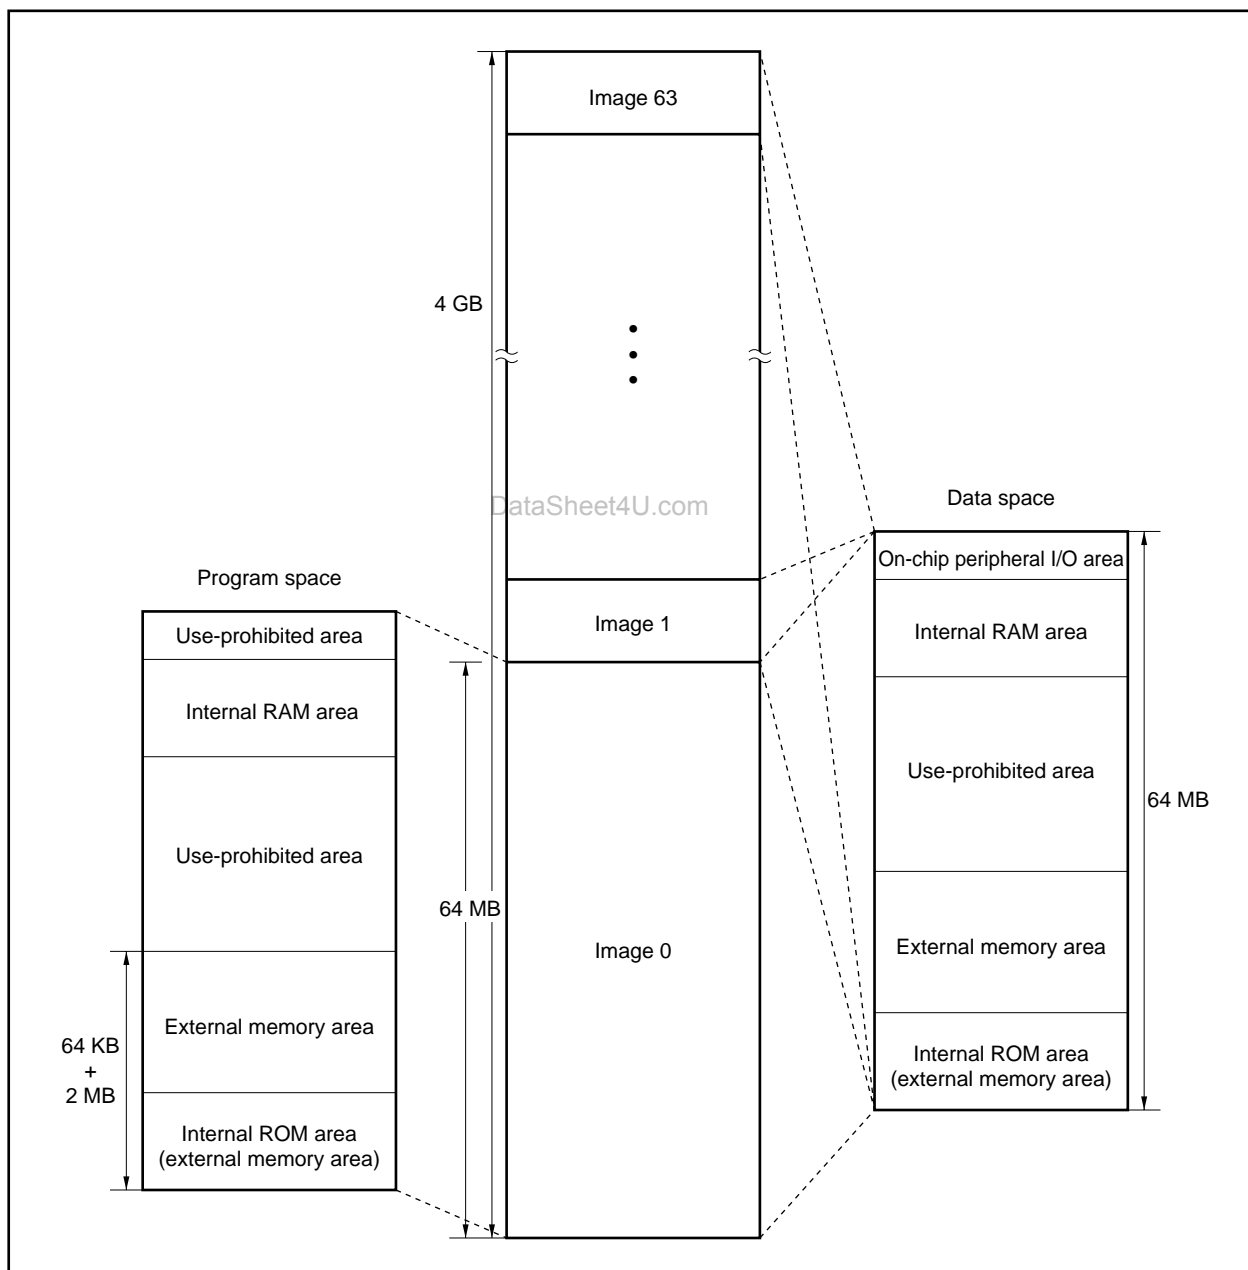 Image 63
4 GB
DataSheet4U.com
Data space
On-chip peripheral I/O area
Program space
Image 1
Use-prohibited area
Internal RAM area
Internal RAM area
Use-prohibited area
64 MB
Use-prohibited area
64 MB
Image 0
External memory area
External memory area
64 KB
+
2 MB
Internal ROM area
(external memory area)
Internal ROM area
(external memory area)